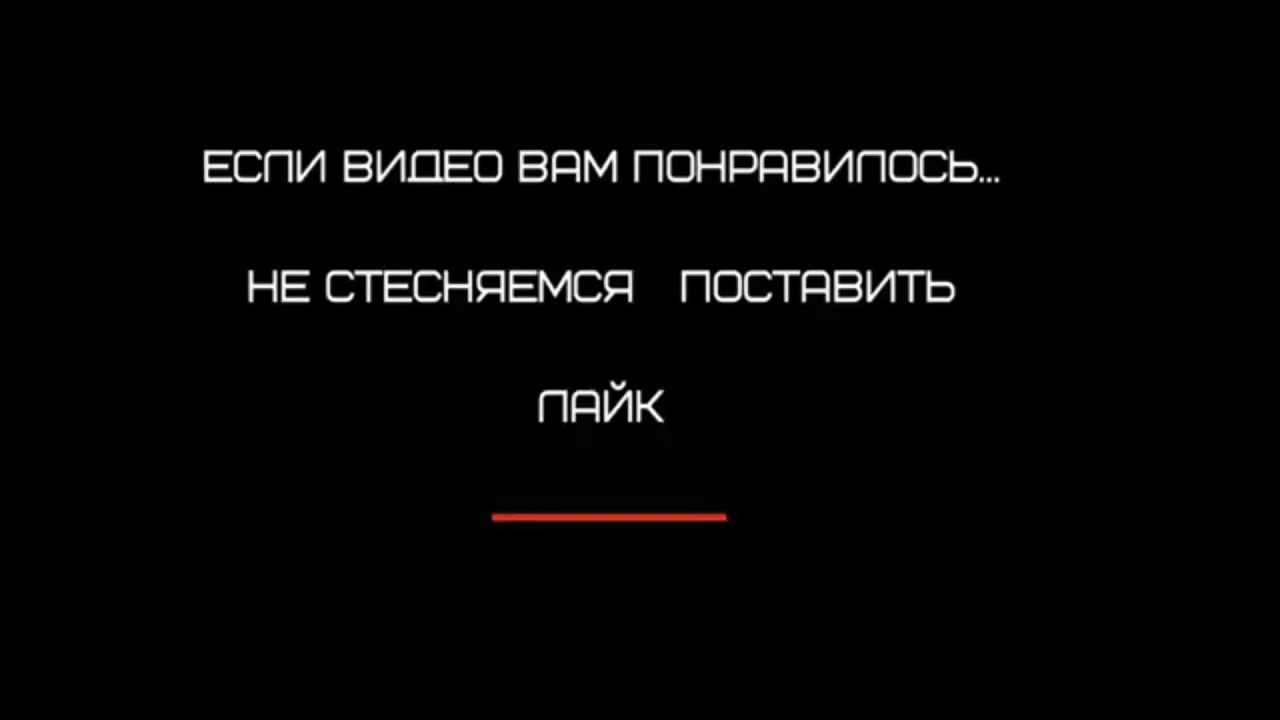 ЕСЛИ ВИДЕО ВАМ ПОНРАВИЛОСЬ...
НЕ СТЕСНЯЕМСЯ ПОСТАВИТЬ
ЛАЙК